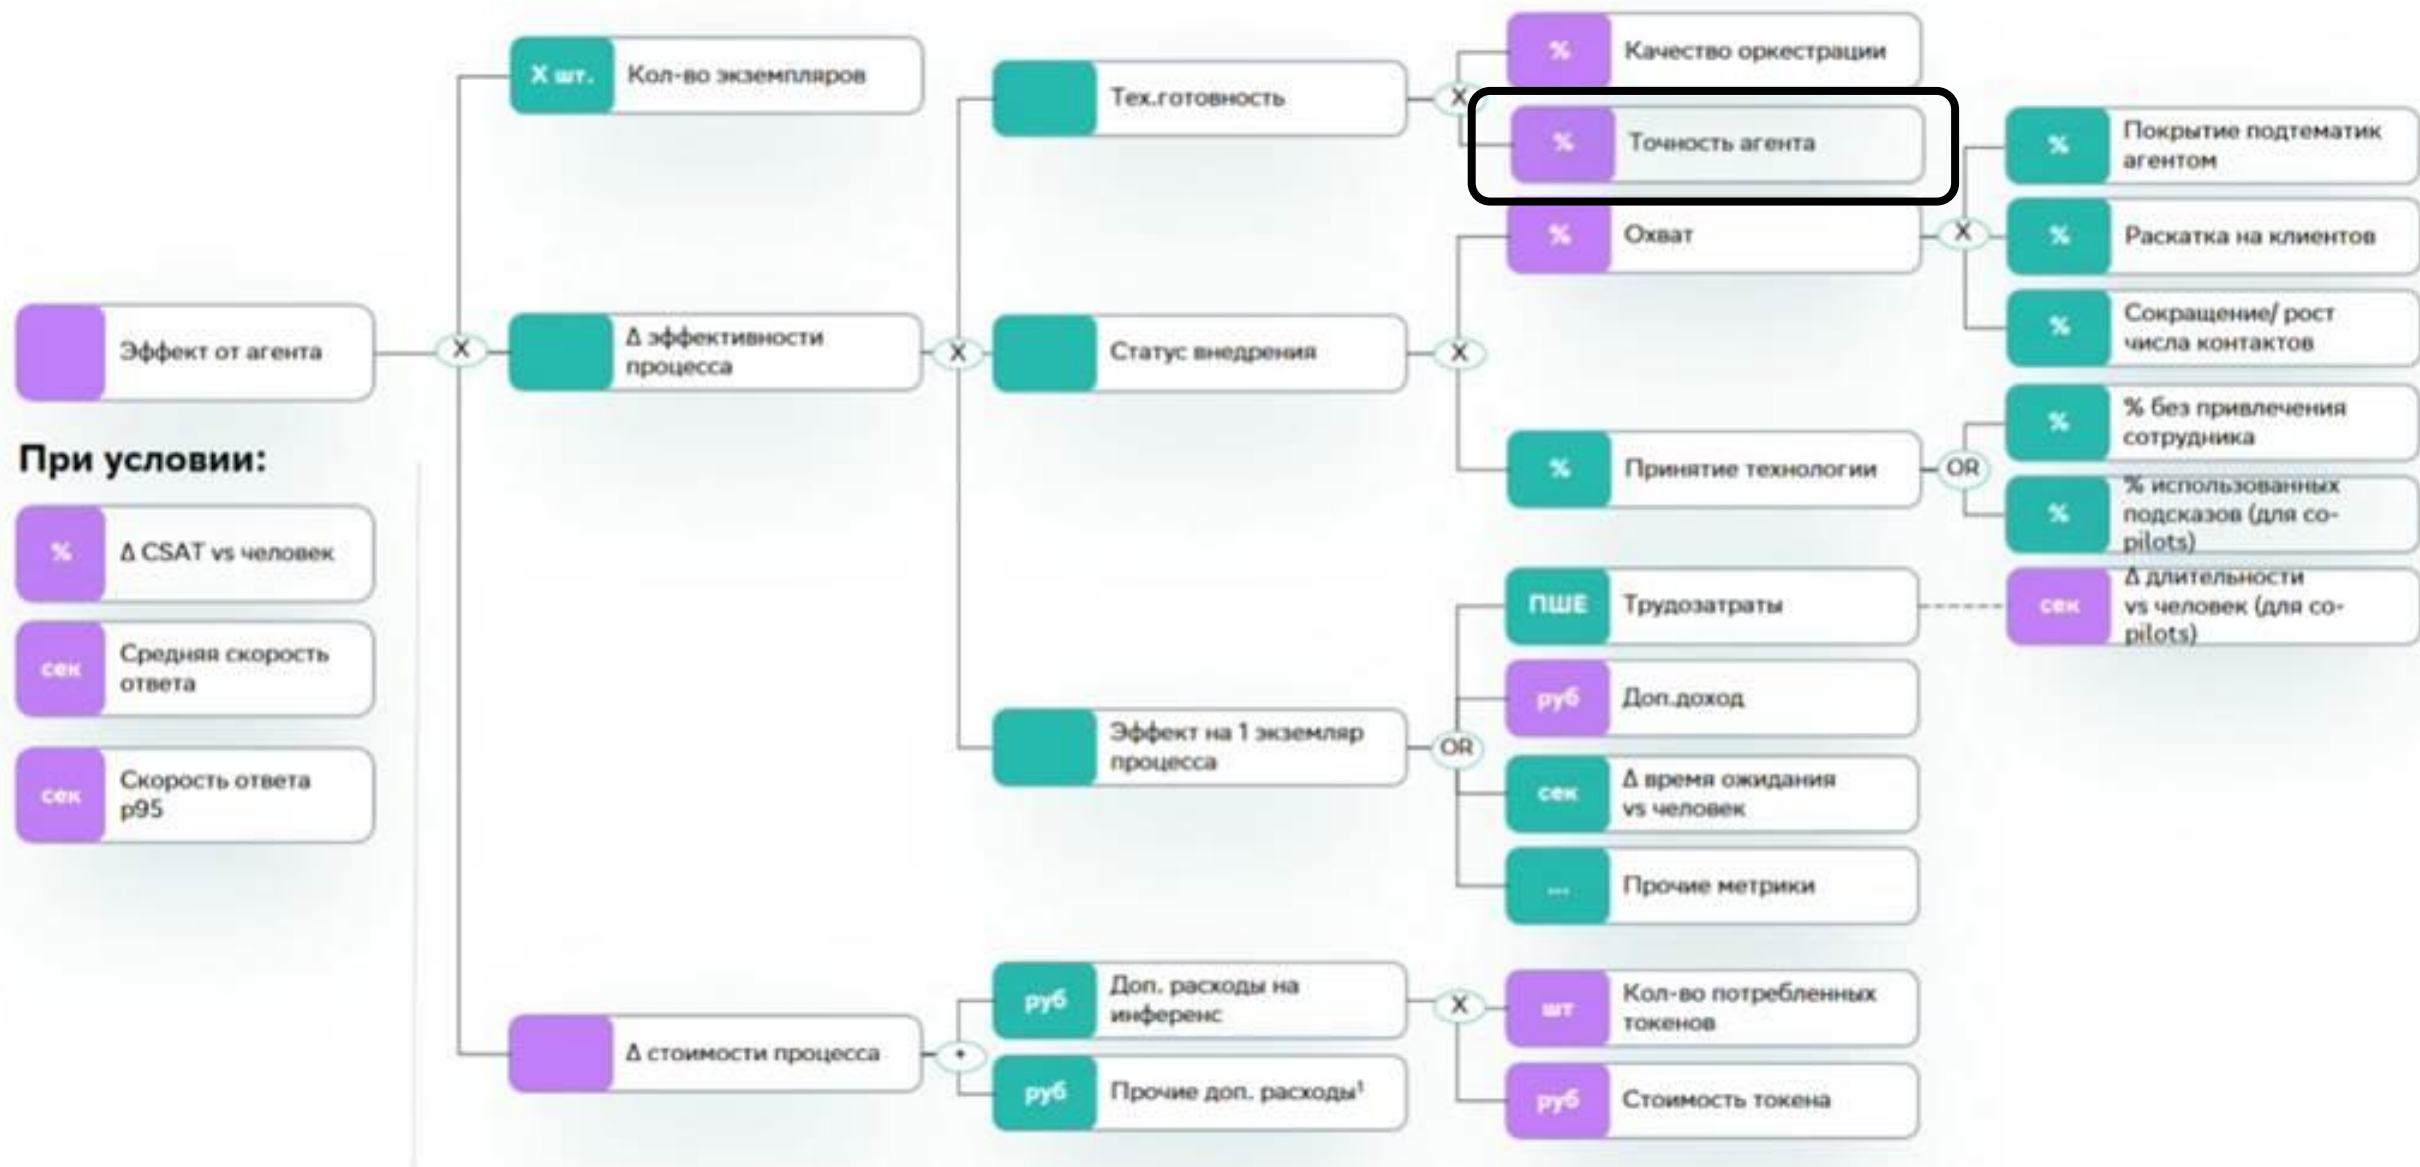 Эффект от агента
При условии:
%
Δ CSAT vs человек
сек
Средняя скорость
ответа
сек
Скорость ответа
p95
X
X шт.
Кол-во экземпляров
Δ эффективности
процесса
Δ стоимости процесса
X
Тех.готовность
Статус внедрения
Эффект на 1 экземляр
процесса
+
руб
Доп. расходы на
инференс
руб
Прочие доп. расходы¹
X
%
Качество оркестрации
%
Точность агента
X
%
Охват
%
Принятие технологии
OR
ПШЕ
Трудозатраты
руб
Доп.доход
сек
Δ время ожидания
vs человек
...
Прочие метрики
X
шт
Кол-во потребленных
токенов
руб
Стоимость токена
X
%
Покрытие подтематик
агентом
%
Раскатка на клиентов
%
Сокращение/ рост
числа контактов
OR
%
% без привлечения
сотрудника
%
% использованных
подсказов (для co-
pilots)
сек
Δ длительности
vs человек (для co-
pilots)